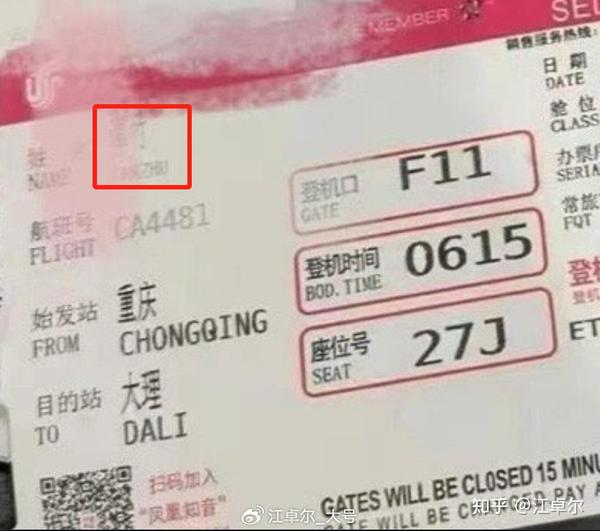 MEMBER
SEL
销售服务热线:
日期
DATE
舱位
CLASS
姓
NAME
登机口
GATE
F11
办票序
SERIA
航班号
FLIGHT
CA4481
常旅
FQT
登机时间
BOD.TIME
0615
始发站
FROM
重庆
CHONGQING
登机
座位号
SEAT
27J
ET
目的站
TO
大理
DALI
扫码加入
“凤凰知音”
GATES WILL BE CLOSED 15 MINU
江卓尔_大号
知乎 @江卓尔